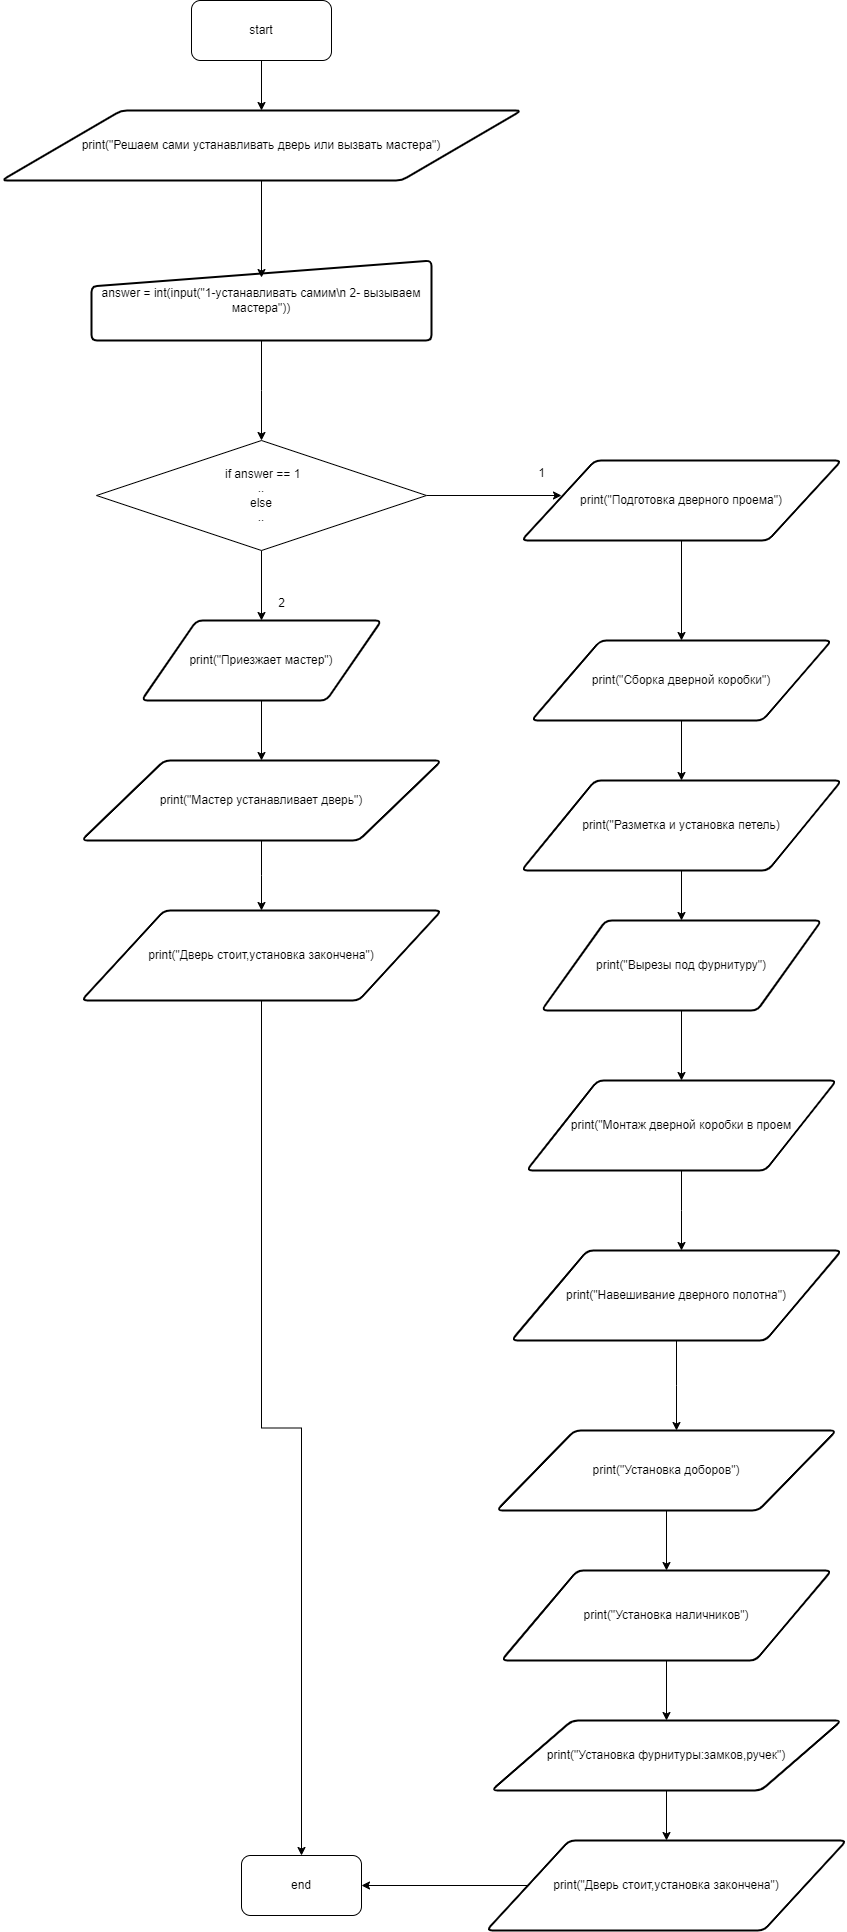 start
print("Решаем сами устанавливать дверь или вызвать мастера")
answer = int(input("1-устанавливать самим\n 2- вызываем
мастера"))
if answer == 1
..
else
..
1
print("Подготовка дверного проема")
2
print("Приезжает мастер")
print("Сборка дверной коробки")
print("Мастер устанавливает дверь")
print("Разметка и установка петель)
print("Дверь стоит,установка закончена")
print("Вырезы под фурнитуру")
print("Монтаж дверной коробки в проем
print("Навешивание дверного полотна")
print("Установка доборов")
print("Установка наличников")
print("Установка фурнитуры:замков,ручек")
end
print("Дверь стоит,установка закончена")